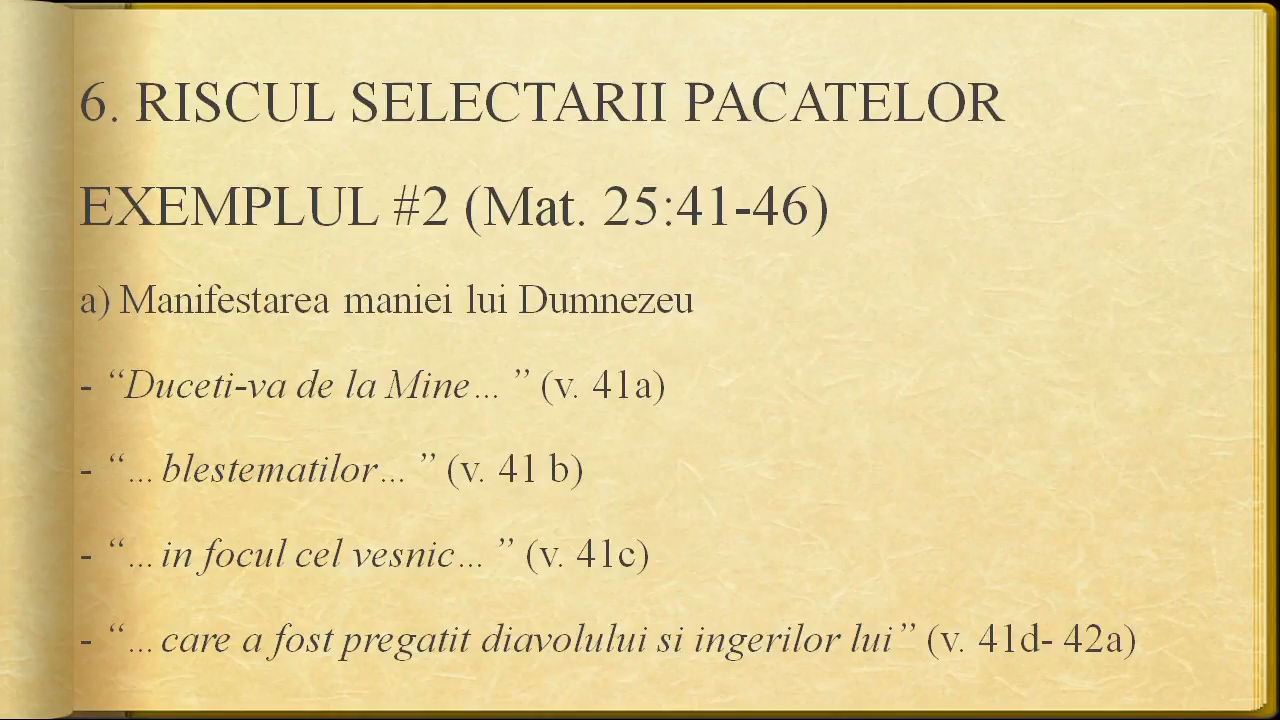 6. RISCUL SELECTARII PACATELOR
EXEMPLUL #2 (Mat. 25:41-46)
a) Manifestarea maniei lui Dumnezeu
- “Duceti-va de la Mine… ” (v. 41a)
- “…blestematilor… ” (v. 41 b)
- “…in focul cel vesnic… ” (v. 41c)
- “…care a fost pregatit diavolului si ingerilor lui” (v. 41d- 42a)